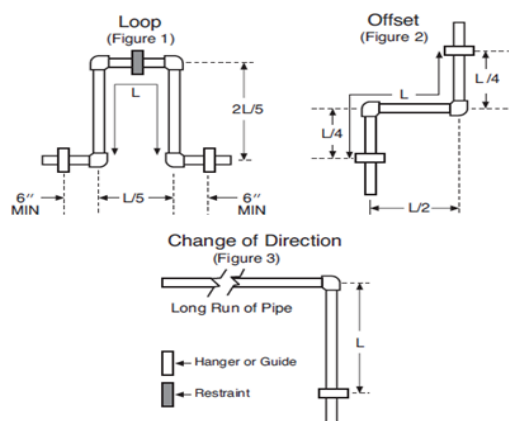 Loop
(Figure 1)
L
2L/5
6″
MIN
L/5
6″
MIN
Offset
(Figure 2)
L/4
L
L/4
L/2
Change of Direction
(Figure 3)
Long Run of Pipe
L
Hanger or Guide
Restraint